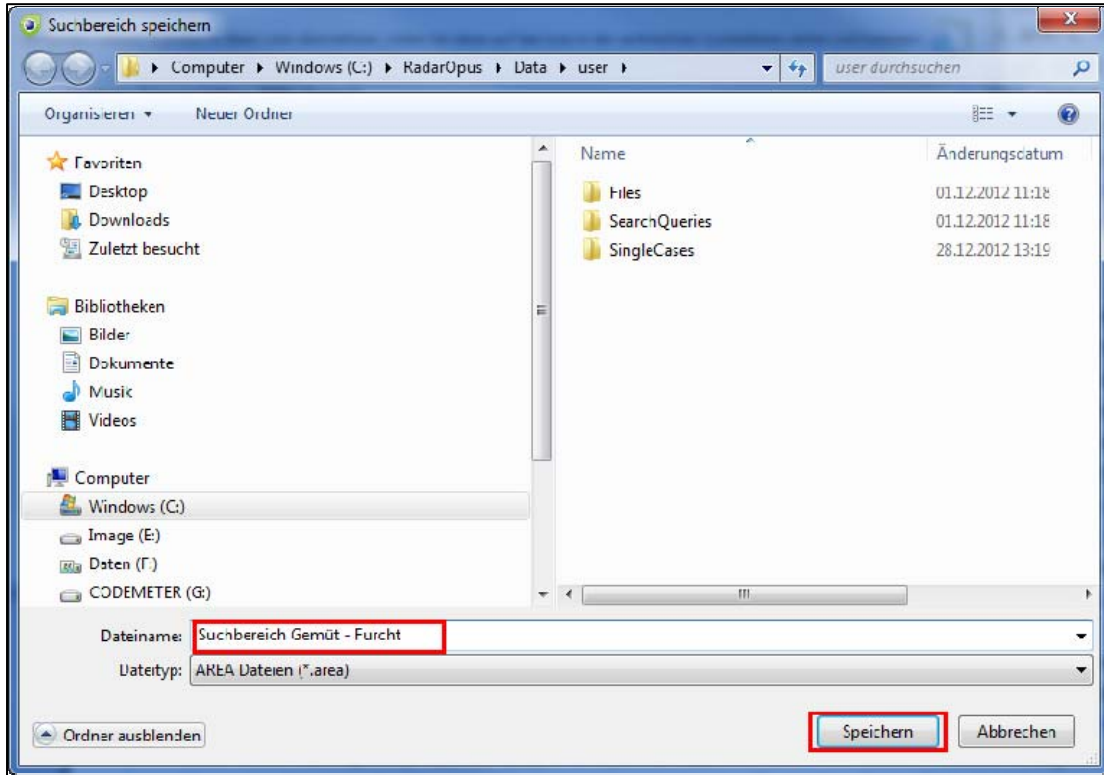 Suchbereich speichern
Computer ▸ Windows (C:) ▸ RadarOpus ▸ Data ▸ user ▸
user durchsuchen
Organisieren
Neuer Ordner
Favoriten
Desktop
Downloads
Zuletzt besucht
Bibliotheken
Bilder
Dokumente
Musik
Videos
Computer
Windows (C:)
Image (E:)
Daten (F:)
CODEMETER (G:)
Name Änderungsdatum
Files 01.12.2012 11:18
SearchQueries 01.12.2012 11:18
SingleCases 28.12.2012 13:19
Dateiname: Suchbereich Gemüt - Furcht
Dateityp: AREA Dateien (*.area)
Ordner ausblenden
Speichern
Abbrechen